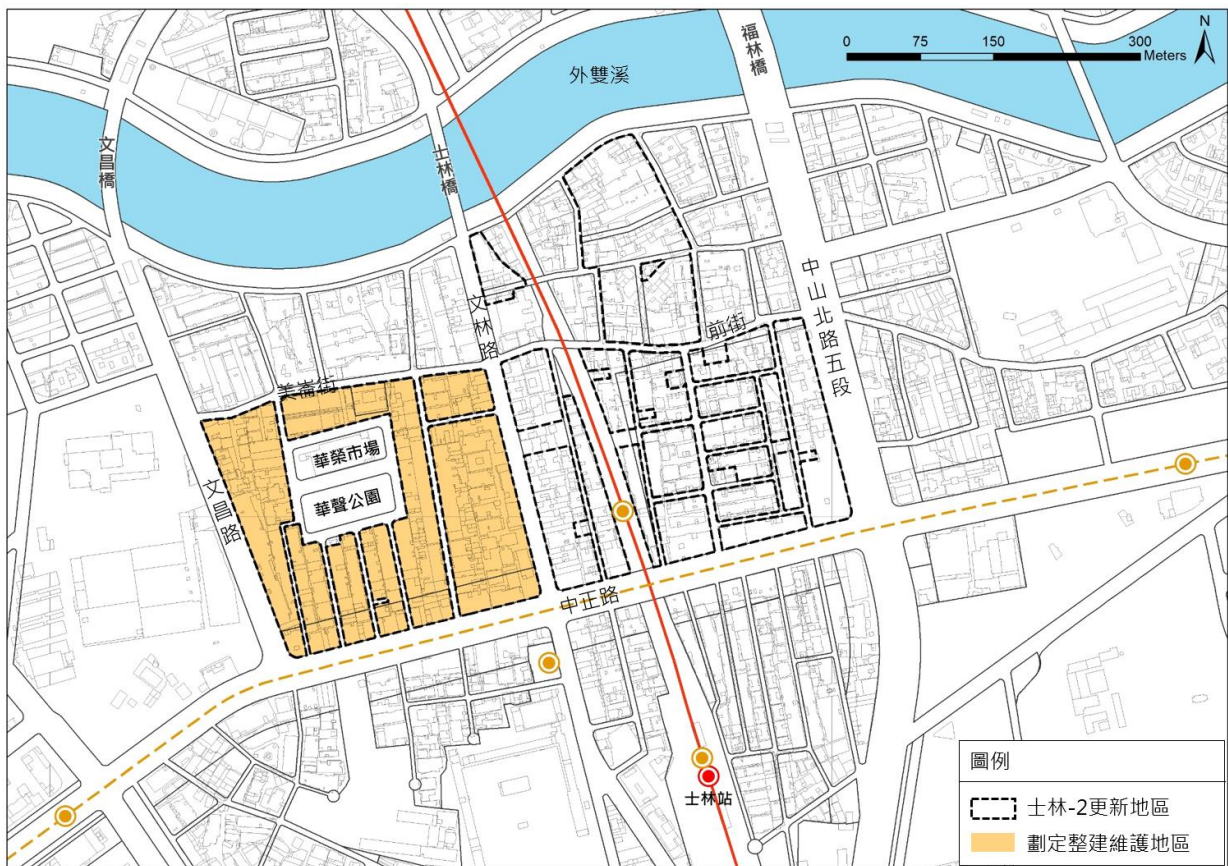 福林橋
0 75 150 300
Meters
N
外雙溪
文昌橋
士林橋
文林路
前街
中山北路五段
美崙街
華榮市場
華聲公園
文昌路
中正路
士林站
圖例
士林-2更新地區
劃定整建維護地區